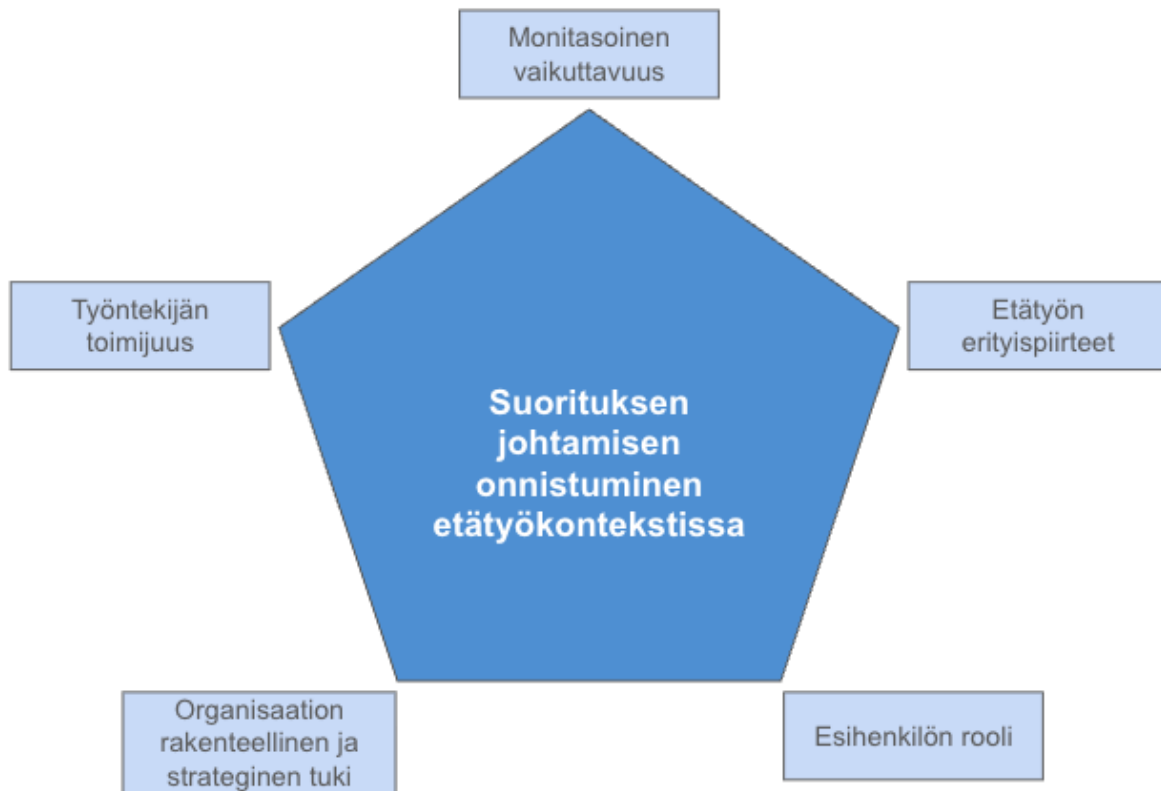 Monitasoinen
vaikuttavuus
Työntekijän
toimijuus
Etätyön
erityispiirteet
Suorituksen
johtamisen
onnistuminen
etätyökontekstissa
Organisaation
rakenteellinen ja
strateginen tuki
Esihenkilön rooli